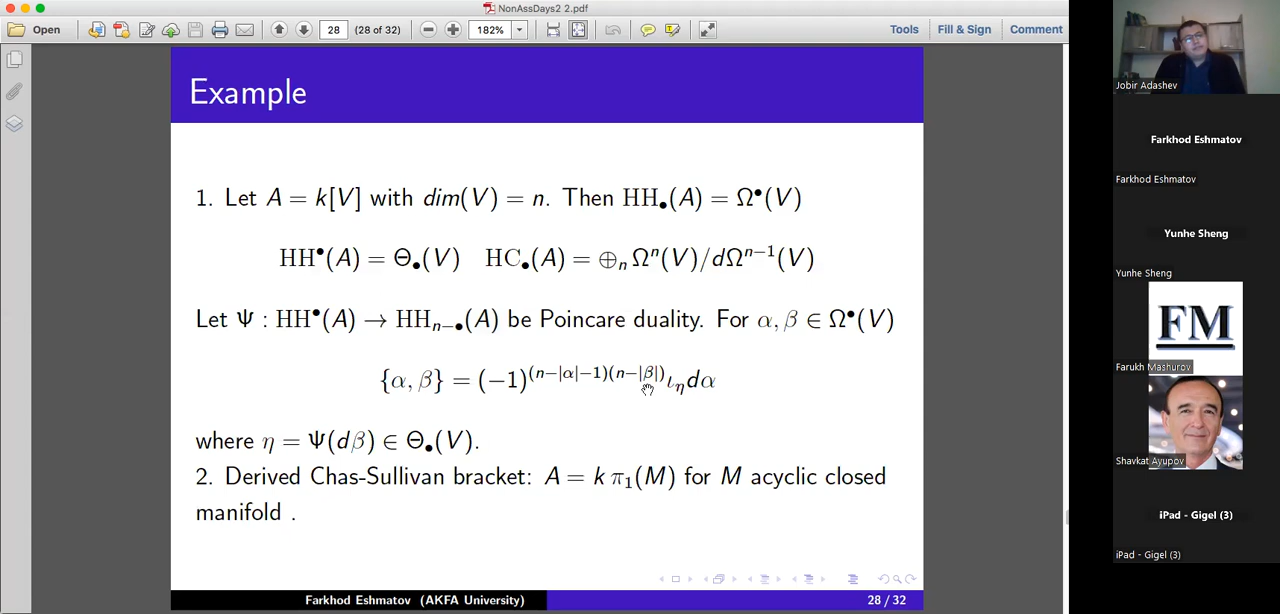 NonAssDays2 2.pdf
Open
28
(28 of 32)
182%
Tools
Fill & Sign
Comment
Example
1. Let A = k[V] with dim(V) = n. Then HH•(A) = Ω•(V)
HH•(A) = Θ•(V) HC•(A) = ⊕n Ωn(V)/dΩn−1(V)
Let Ψ : HH•(A) → HHn−•(A) be Poincare duality. For α, β ∈ Ω•(V)
{α, β} = (−1)(n−|α|−1)(n−|β|) ιη dα
where η = Ψ(dβ) ∈ Θ•(V).
2. Derived Chas-Sullivan bracket: A = k π1(M) for M acyclic closed
manifold .
Farkhod Eshmatov (AKFA University)
28 / 32
Jobir Adashev
Farkhod Eshmatov
Farkhod Eshmatov
Yunhe Sheng
Yunhe Sheng
FM
Farukh Mashurov
Shavkat Ayupov
iPad - Gigel (3)
iPad - Gigel (3)